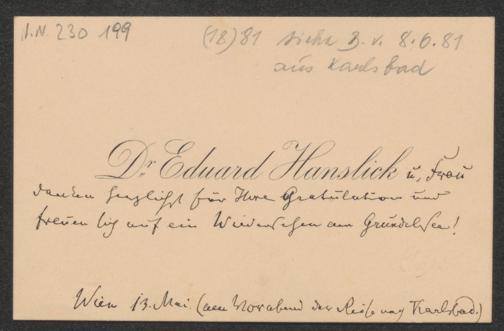 I.N. 230 199
(18)81 siehe B. v. 8.6.81
aus Karlsbad
Dr Eduard Hanslick u. Frau
danken herzlichst für Ihre Gratulation und
freuen sich auf ein Wiedersehen am Grundelsee!
Wien 13. Mai. (am Vorabend der Reise nach Karlsbad.)